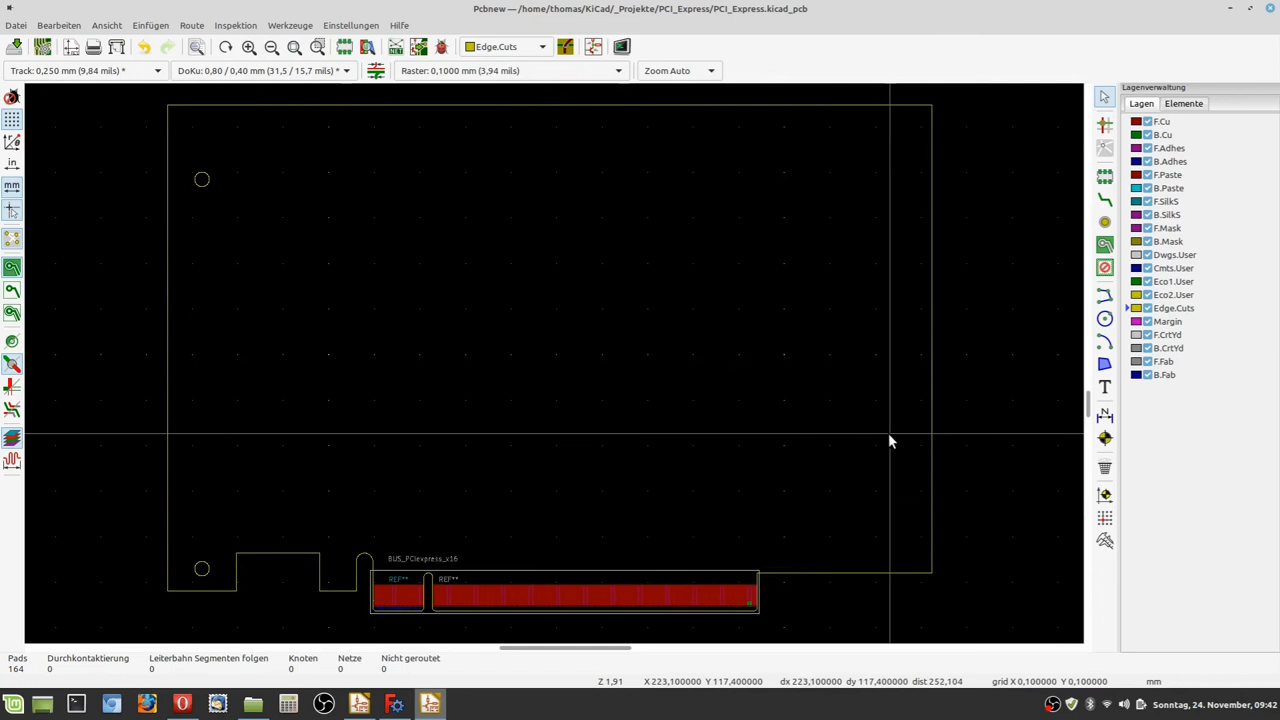 Pcbnew — /home/thomas/KiCad/_Projekte/PCI_Express/PCI_Express.kicad_pcb
Datei Bearbeiten Ansicht Einfügen Route Inspektion Werkzeuge Einstellungen Hilfe
Edge.Cuts
Track: 0,250 mm (9,84 mils) * DoKu: 0,80 / 0,40 mm (31,5 / 15,7 mils) * Raster: 0,1000 mm (3,94 mils) Zoom Auto
Lagenverwaltung
Lagen Elemente
F.Cu
B.Cu
F.Adhes
B.Adhes
F.Paste
B.Paste
F.SilkS
B.SilkS
F.Mask
B.Mask
Dwgs.User
Cmts.User
Eco1.User
Eco2.User
Edge.Cuts
Margin
F.CrtYd
B.CrtYd
F.Fab
B.Fab
in
mm
BUS_PCIexpress_x16
REF** REF**
Pads Durchkontaktierung Leiterbahn Segmenten folgen Knoten Netze Nicht geroutet
164 0 0 0 0 0
Z 1,91 X 223,100000 Y 117,400000 dx 223,100000 dy 117,400000 dist 252,104 grid X 0,100000 Y 0,100000 mm
Sonntag, 24. November, 09:42